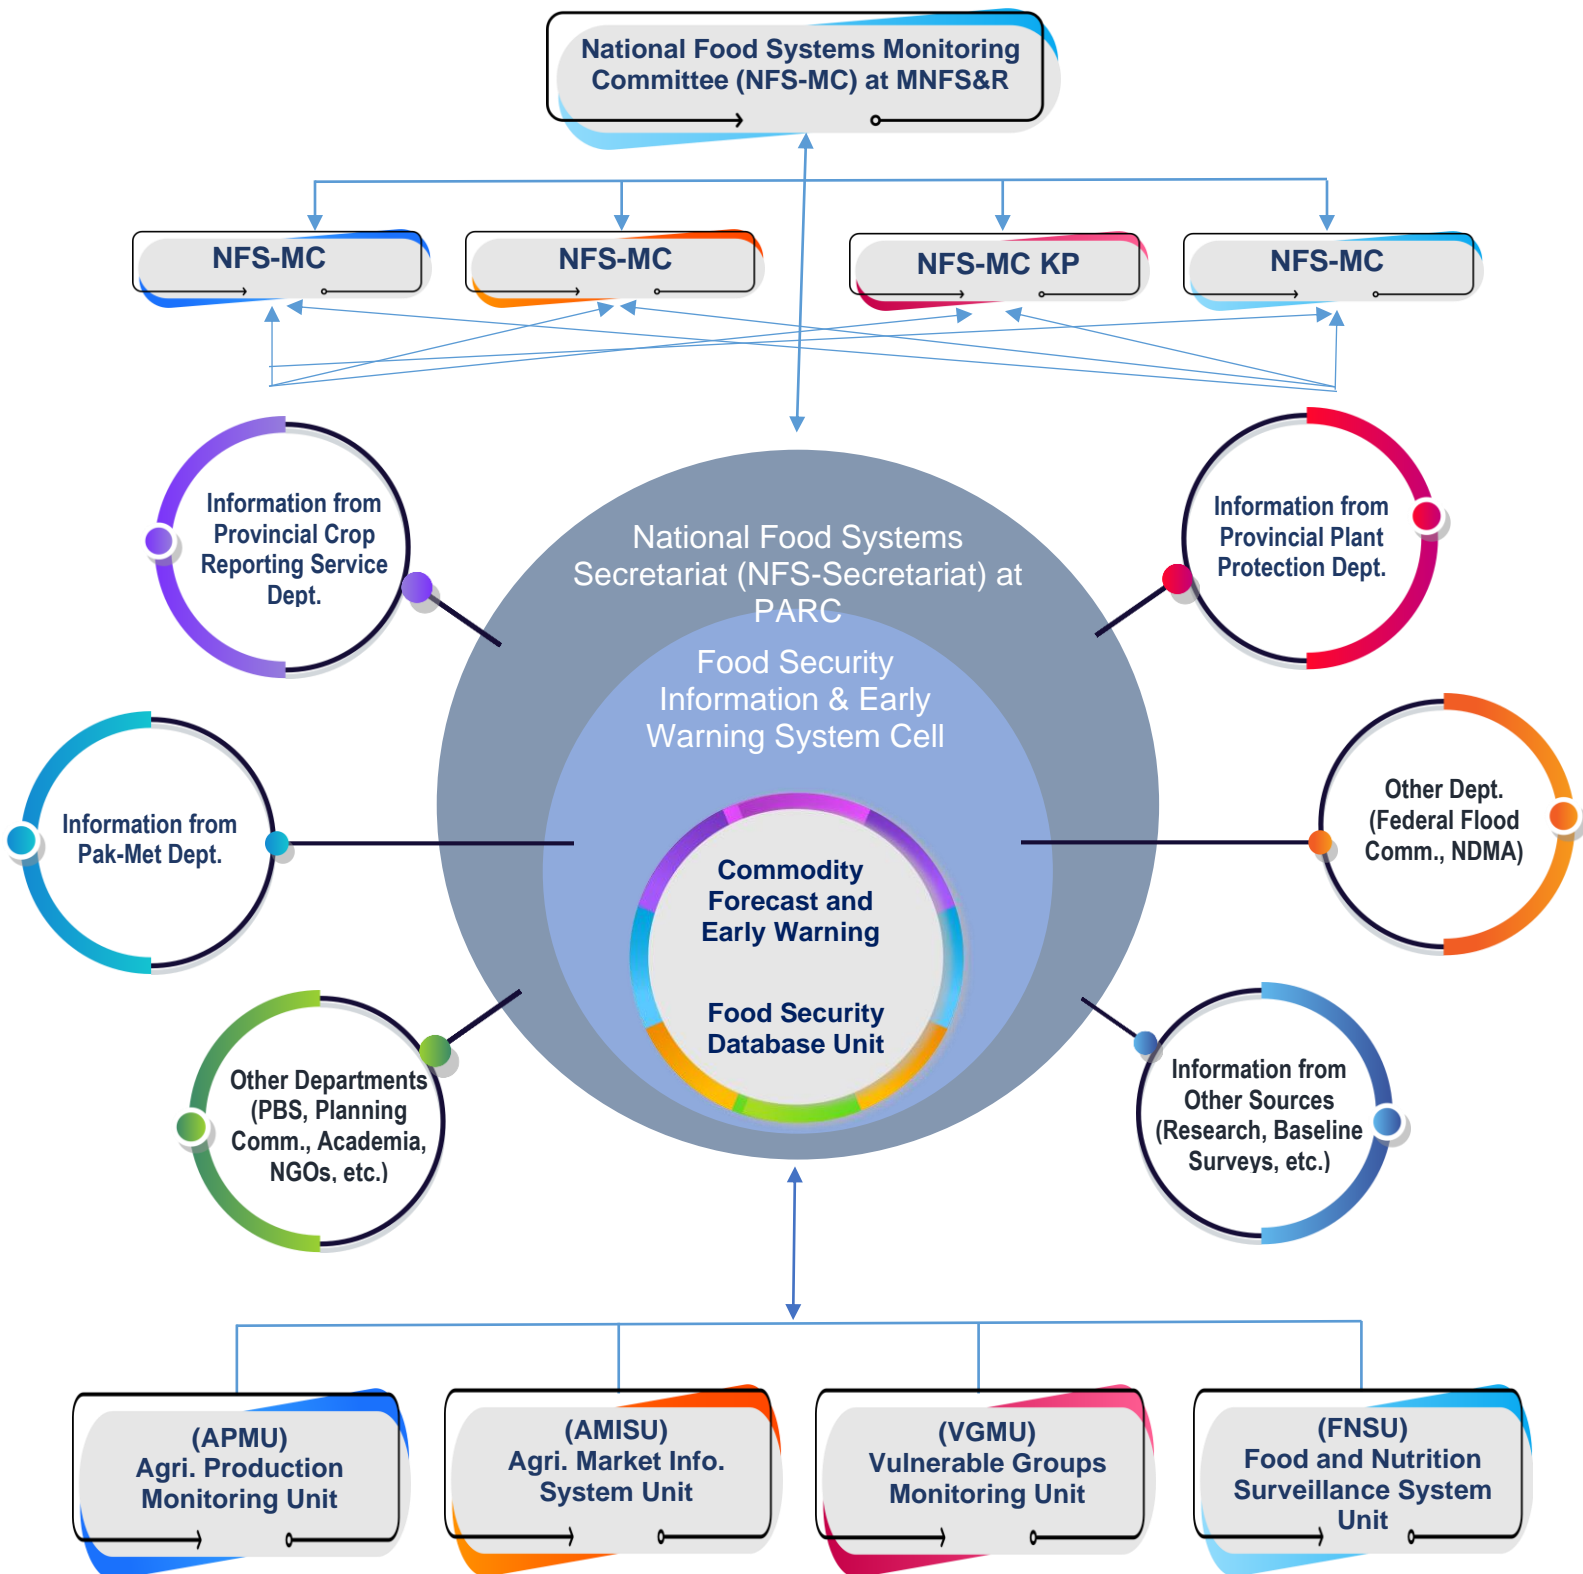 National Food Systems Monitoring
Committee (NFS-MC) at MNFS&R
NFS-MC
NFS-MC
NFS-MC KP
NFS-MC
Information from
Provincial Crop
Reporting Service
Dept.
Information from
Provincial Plant
Protection Dept.
National Food Systems
Secretariat (NFS-Secretariat) at
PARC
Food Security
Information & Early
Warning System Cell
Information from
Pak-Met Dept.
Other Dept.
(Federal Flood
Comm., NDMA)
Commodity
Forecast and
Early Warning
Food Security
Database Unit
Other Departments
(PBS, Planning
Comm., Academia,
NGOs, etc.)
Information from
Other Sources
(Research, Baseline
Surveys, etc.)
(APMU)
Agri. Production
Monitoring Unit
(AMISU)
Agri. Market Info.
System Unit
(VGMU)
Vulnerable Groups
Monitoring Unit
(FNSU)
Food and Nutrition
Surveillance System
Unit